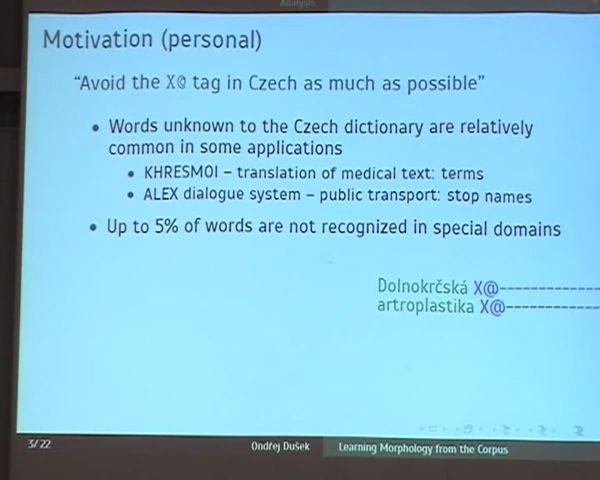 Analysis
Motivation (personal)
“Avoid the X@ tag in Czech as much as possible”
• Words unknown to the Czech dictionary are relatively
common in some applications
• KHRESMOI – translation of medical text: terms
• ALEX dialogue system – public transport: stop names
• Up to 5% of words are not recognized in special domains
Dolnokrčská X@-------------
artroplastika X@------------
3/22
Ondřej Dušek
Learning Morphology from the Corpus